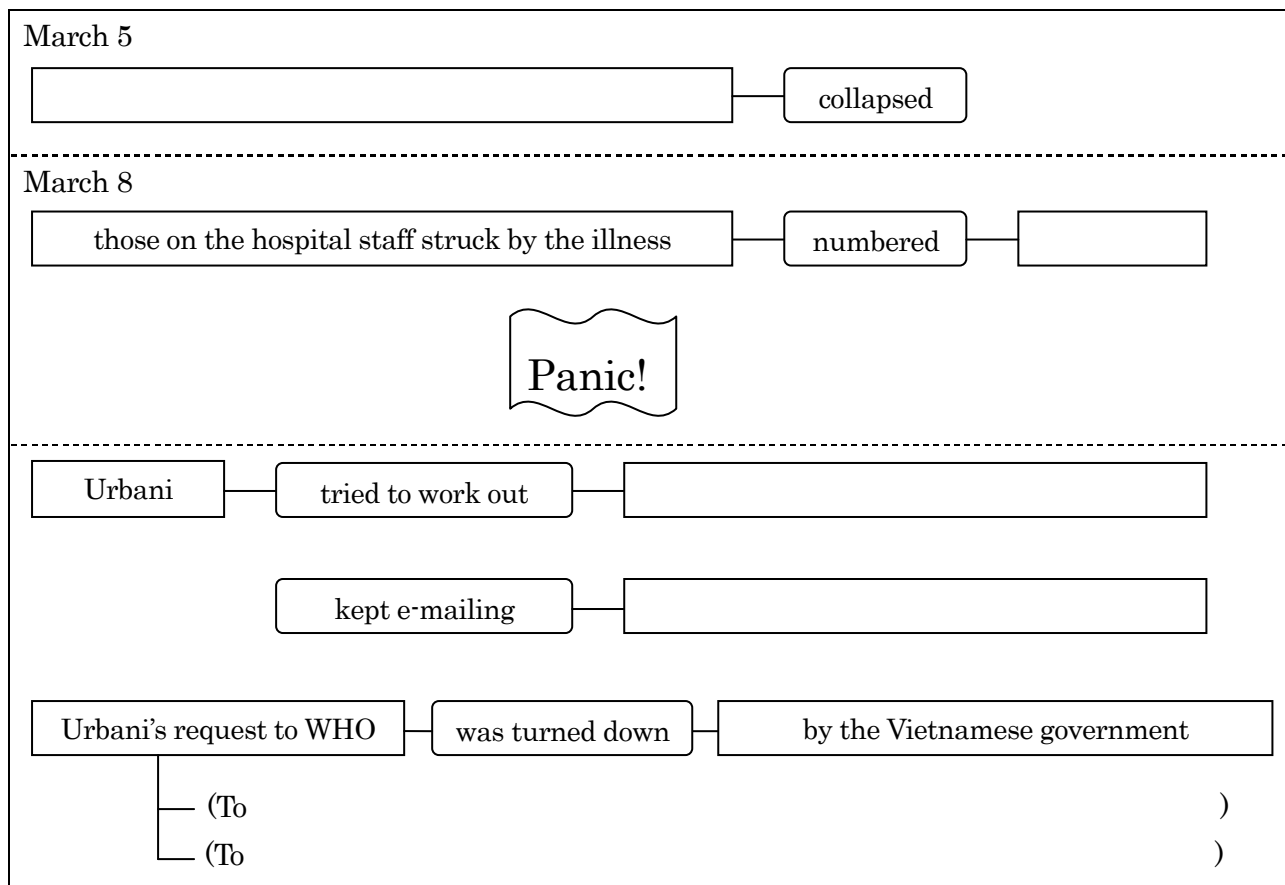 March 5
collapsed
March 8
those on the hospital staff struck by the illness numbered
Panic!
Urbani tried to work out
kept e-mailing
Urbani’s request to WHO was turned down by the Vietnamese government
(To )
(To )